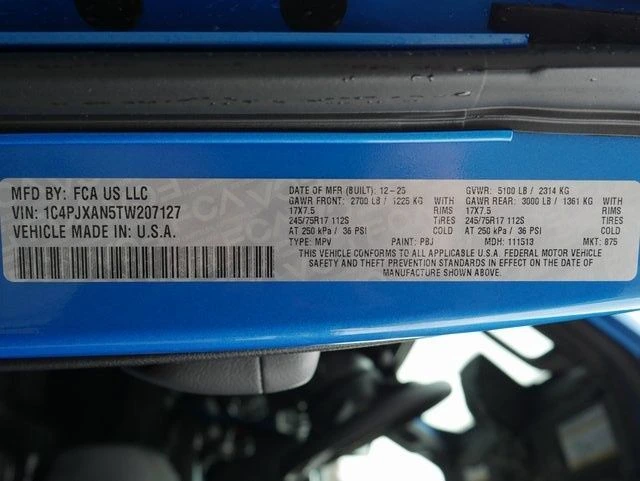 MFD BY: FCA US LLC
VIN: 1C4PJXAN5TW207127
VEHICLE MADE IN: U.S.A.
DATE OF MFR (BUILT): 12-25 GVWR: 5100 LB / 2314 KG
GAWR FRONT: 2700 LB / 1225 KG WITH GAWR REAR: 3000 LB / 1361 KG WITH
17X7.5 RIMS 17X7.5 RIMS
245/75R17 112S TIRES 245/75R17 112S TIRES
AT 250 kPa / 36 PSI COLD AT 250 kPa / 36 PSI COLD
TYPE: MPV PAINT: PBJ MDH: 111513 MKT: 875
THIS VEHICLE CONFORMS TO ALL APPLICABLE U.S.A. FEDERAL MOTOR VEHICLE
SAFETY AND THEFT PREVENTION STANDARDS IN EFFECT ON THE DATE OF
MANUFACTURE SHOWN ABOVE.